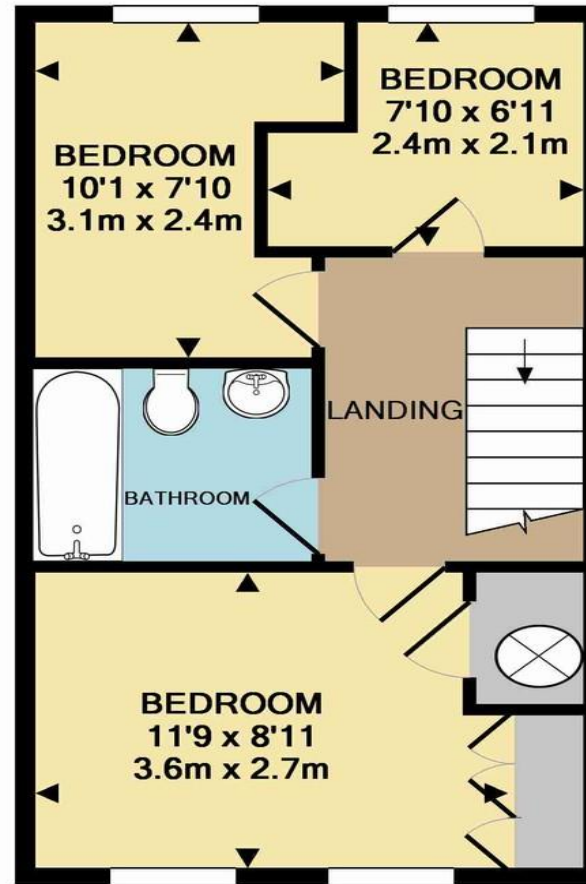 BEDROOM
7'10 x 6'11
2.4m x 2.1m
BEDROOM
10'1 x 7'10
3.1m x 2.4m
LANDING
BATHROOM
BEDROOM
11'9 x 8'11
3.6m x 2.7m